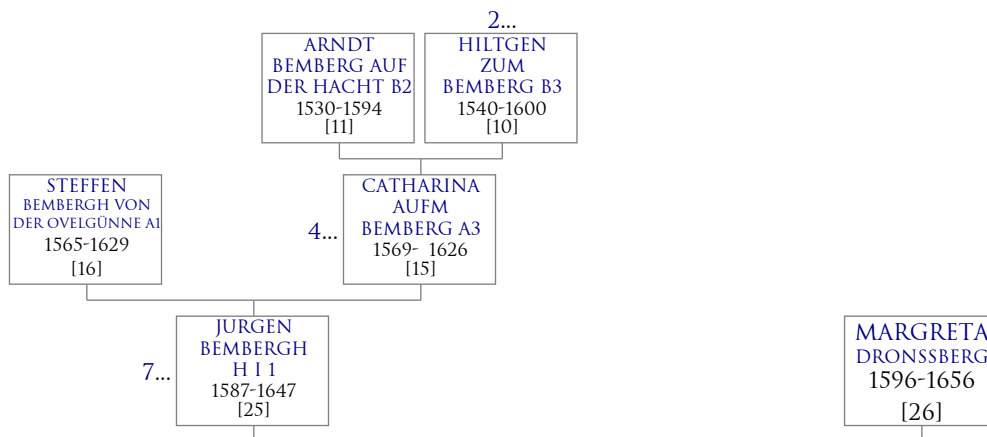 2...
ARNDT
BEMBERG AUF
DER HACHT B2
1530-1594
[11]
HILTGEN
ZUM
BEMBERG B3
1540-1600
[10]
STEFFEN
BEMBERGH VON
DER OVELGÜNNE A1
1565-1629
[16]
4...
CATHARINA
AUFM
BEMBERG A3
1569- 1626
[15]
7...
JURGEN
BEMBERGH
H I 1
1587-1647
[25]
MARGRETA
DRONSSBERG
1596-1656
[26]